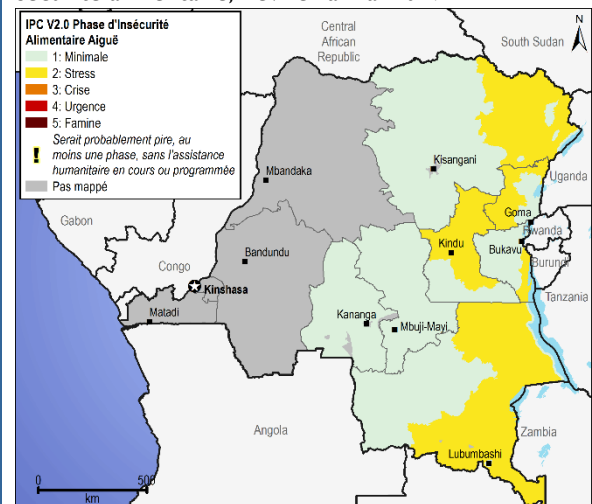 IPC V2.0 Phase d'Insécurité
Alimentaire Aiguë
1: Minimale
2: Stress
3: Crise
4: Urgence
5: Famine
! Serait probablement pire, au
moins une phase, sans l'assistance
humanitaire en cours ou programmée
Pas mappé
Central
African
Republic
South Sudan
N
Kisangani
Mbandaka
Uganda
Gabon
Goma
Rwanda
Kindu
Bukavu
Bandundu
Burundi
Congo
Kinshasa
Tanzania
Matadi
Kananga
Mbuji-Mayi
Angola
Zambia
Lubumbashi
0 500
km